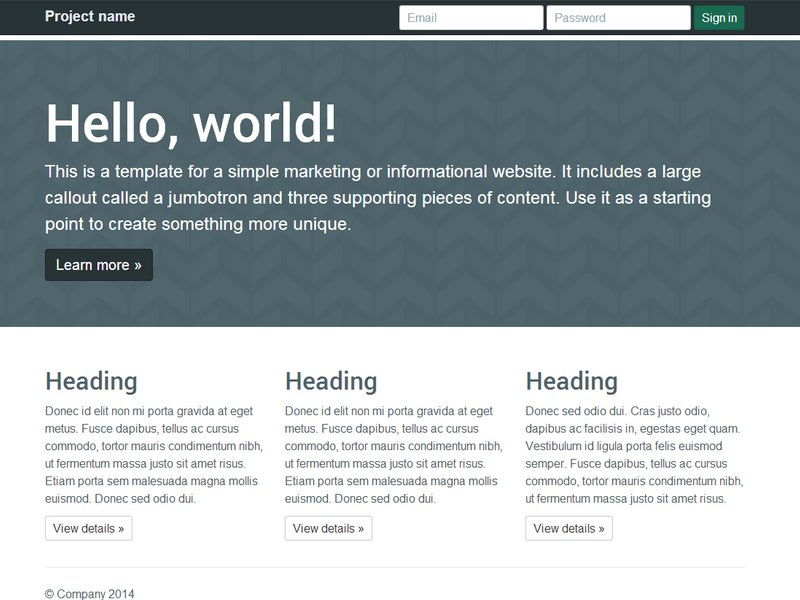 Project name
Email
Password
Sign in
Hello, world!
This is a template for a simple marketing or informational website. It includes a large
callout called a jumbotron and three supporting pieces of content. Use it as a starting
point to create something more unique.
Learn more »
Heading
Donec id elit non mi porta gravida at eget
metus. Fusce dapibus, tellus ac cursus
commodo, tortor mauris condimentum nibh,
ut fermentum massa justo sit amet risus.
Etiam porta sem malesuada magna mollis
euismod. Donec sed odio dui.
View details »
Heading
Donec id elit non mi porta gravida at eget
metus. Fusce dapibus, tellus ac cursus
commodo, tortor mauris condimentum nibh,
ut fermentum massa justo sit amet risus.
Etiam porta sem malesuada magna mollis
euismod. Donec sed odio dui.
View details »
Heading
Donec sed odio dui. Cras justo odio,
dapibus ac facilisis in, egestas eget quam.
Vestibulum id ligula porta felis euismod
semper. Fusce dapibus, tellus ac cursus
commodo, tortor mauris condimentum nibh,
ut fermentum massa justo sit amet risus.
View details »
© Company 2014